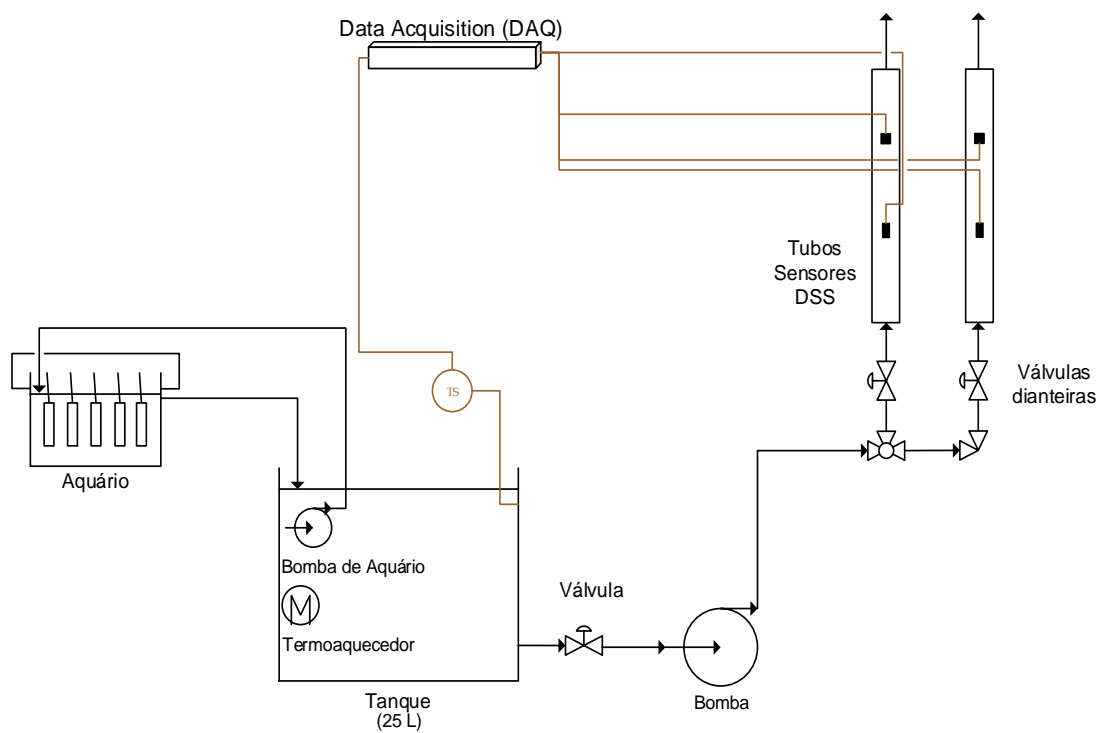 Data Acquisition (DAQ)
Tubos
Sensores
DSS
Válvulas
dianteiras
TS
Aquário
Bomba de Aquário
Termoaquecedor
Válvula
Tanque
(25 L)
Bomba